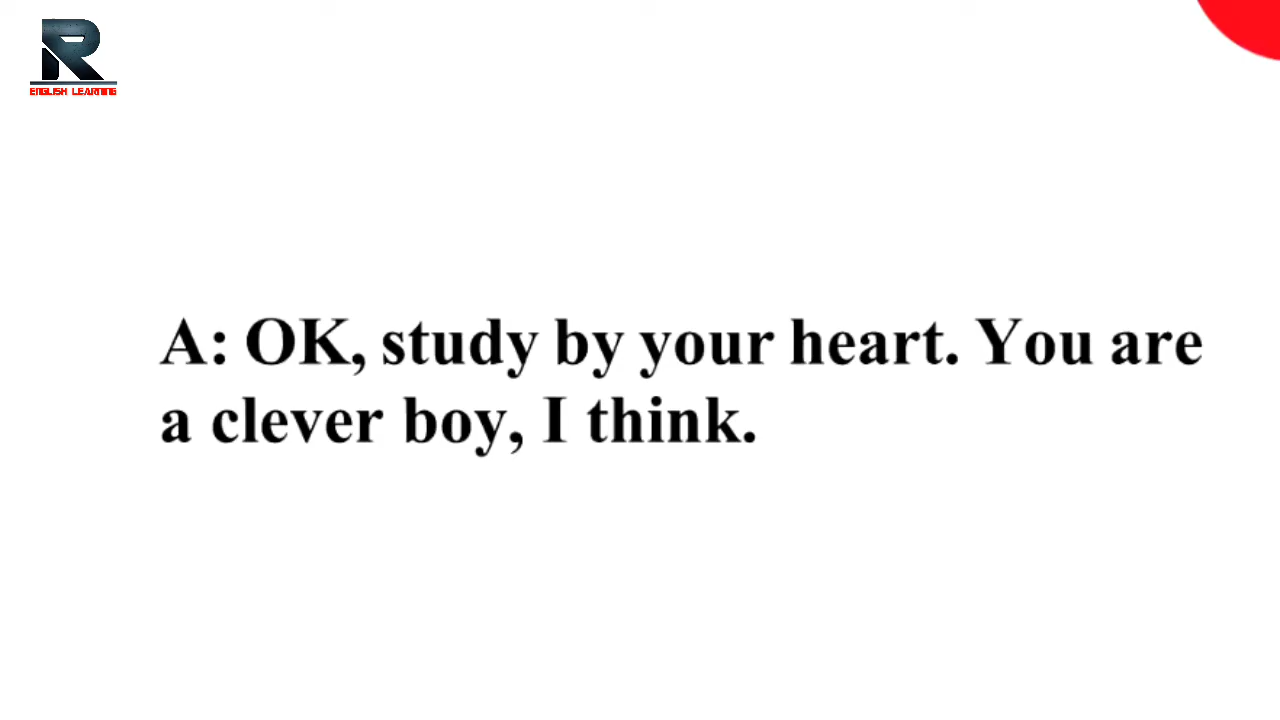 R
ENGLISH LEARNING
A: OK, study by your heart. You are
a clever boy, I think.